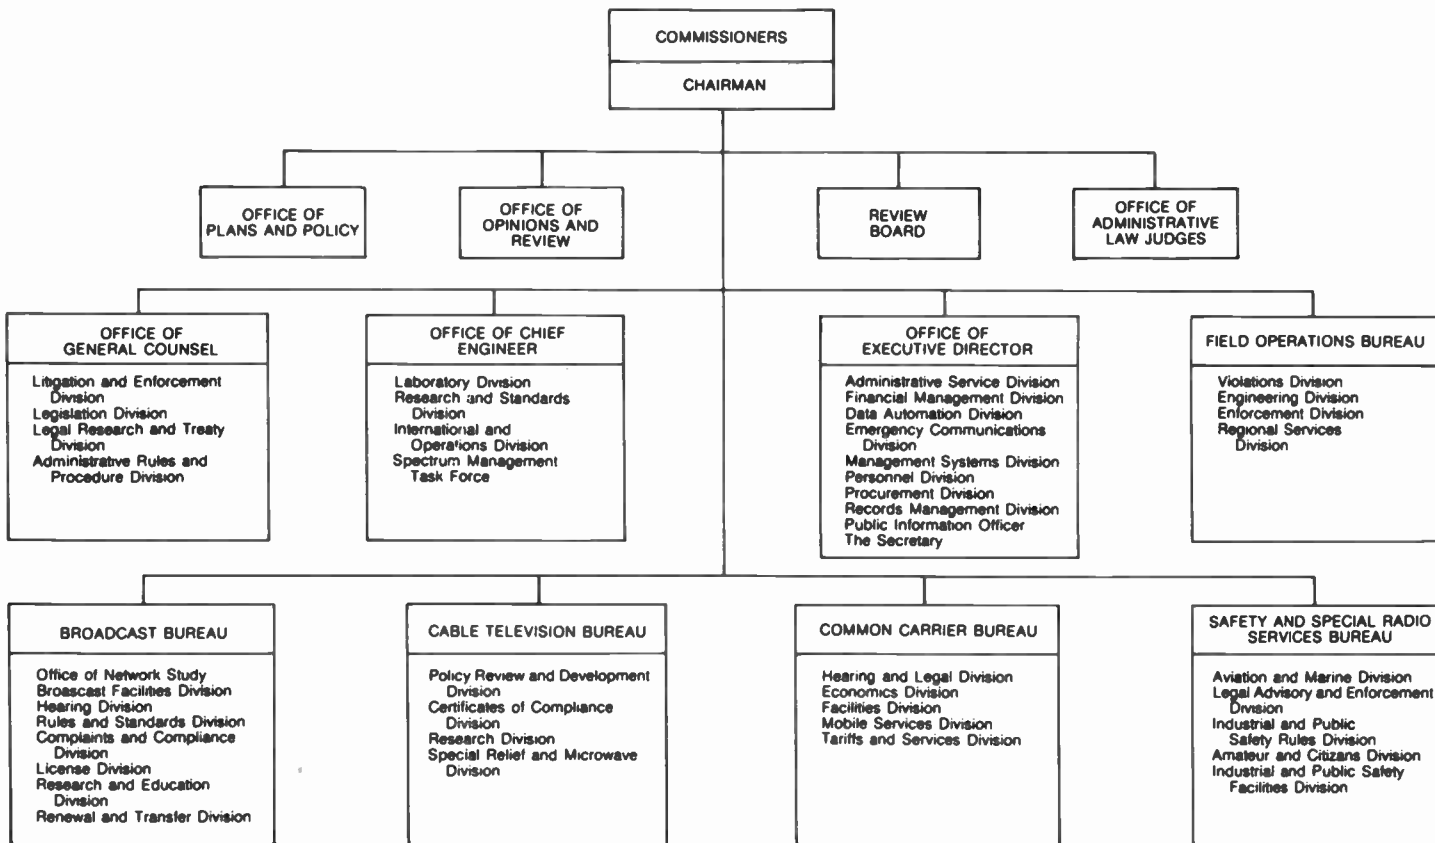 COMMISSIONERS
CHAIRMAN
OFFICE OF
PLANS AND POLICY
OFFICE OF
OPINIONS AND
REVIEW
REVIEW
BOARD
OFFICE OF
ADMINISTRATIVE
LAW JUDGES
OFFICE OF
GENERAL COUNSEL
Litigation and Enforcement
Division
Legislation Division
Legal Research and Treaty
Division
Administrative Rules and
Procedure Division
OFFICE OF CHIEF
ENGINEER
Laboratory Division
Research and Standards
Division
International and
Operations Division
Spectrum Management
Task Force
OFFICE OF
EXECUTIVE DIRECTOR
Administrative Service Division
Financial Management Division
Data Automation Division
Emergency Communications
Division
Management Systems Division
Personnel Division
Procurement Division
Records Management Division
Public Information Officer
The Secretary
FIELD OPERATIONS BUREAU
Violations Division
Engineering Division
Enforcement Division
Regional Services
Division
BROADCAST BUREAU
Office of Network Study
Broascast Facilities Division
Hearing Division
Rules and Standards Division
Complaints and Compliance
Division
License Division
Research and Education
Division
Renewal and Transfer Division
CABLE TELEVISION BUREAU
Policy Review and Development
Division
Certificates of Compliance
Division
Research Division
Special Relief and Microwave
Division
COMMON CARRIER BUREAU
Hearing and Legal Division
Economics Division
Facilities Division
Mobile Services Division
Tariffs and Services Division
SAFETY AND SPECIAL RADIO
SERVICES BUREAU
Aviation and Marine Division
Legal Advisory and Enforcement
Division
Industrial and Public
Safety Rules Division
Amateur and Citizans Division
Industrial and Public Safety
Facilities Division